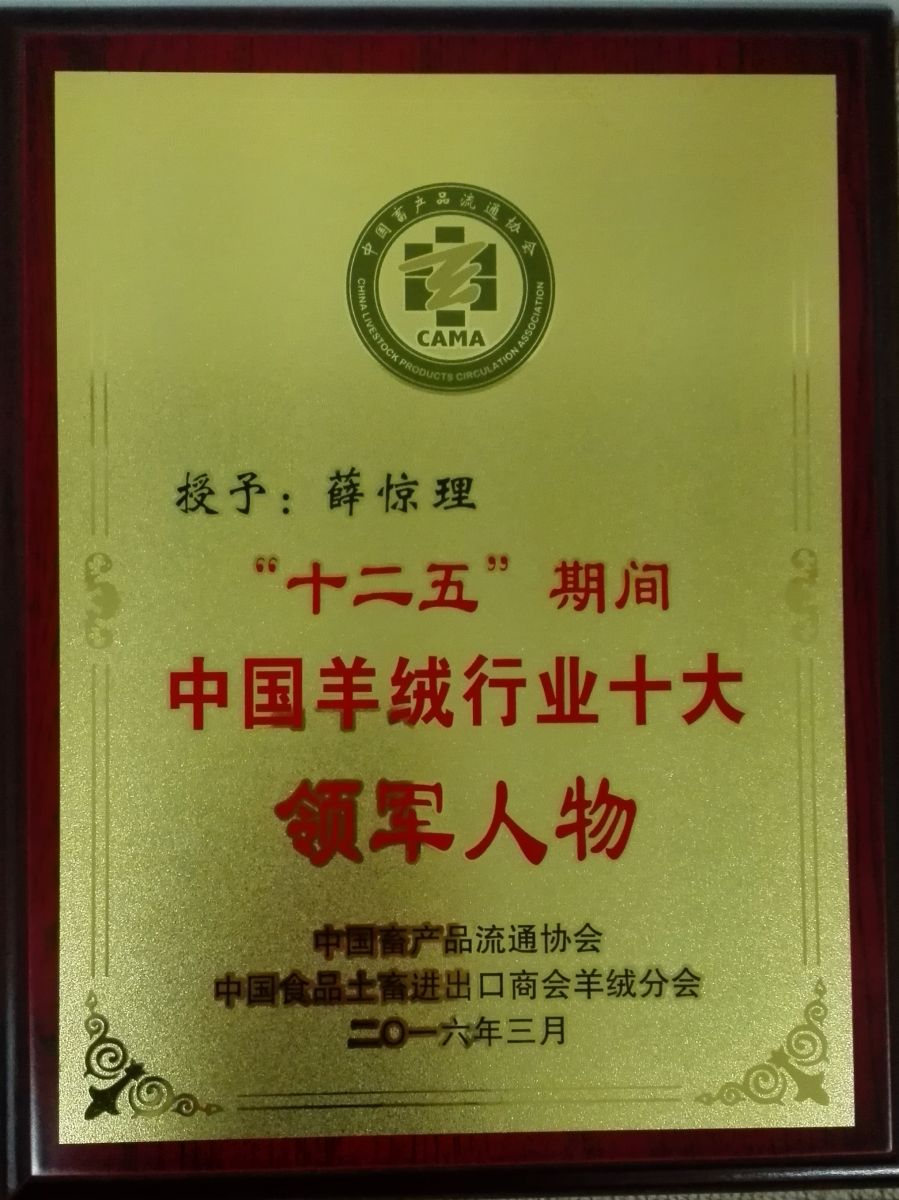 中国畜产品流通协会
CAMA
CHINA LIVESTOCK PRODUCTS CIRCULATION ASSOCIATION
授予：薛惊理
“十二五”期间
中国羊绒行业十大
领军人物
中国畜产品流通协会
中国食品土畜进出口商会羊绒分会
二〇一六年三月